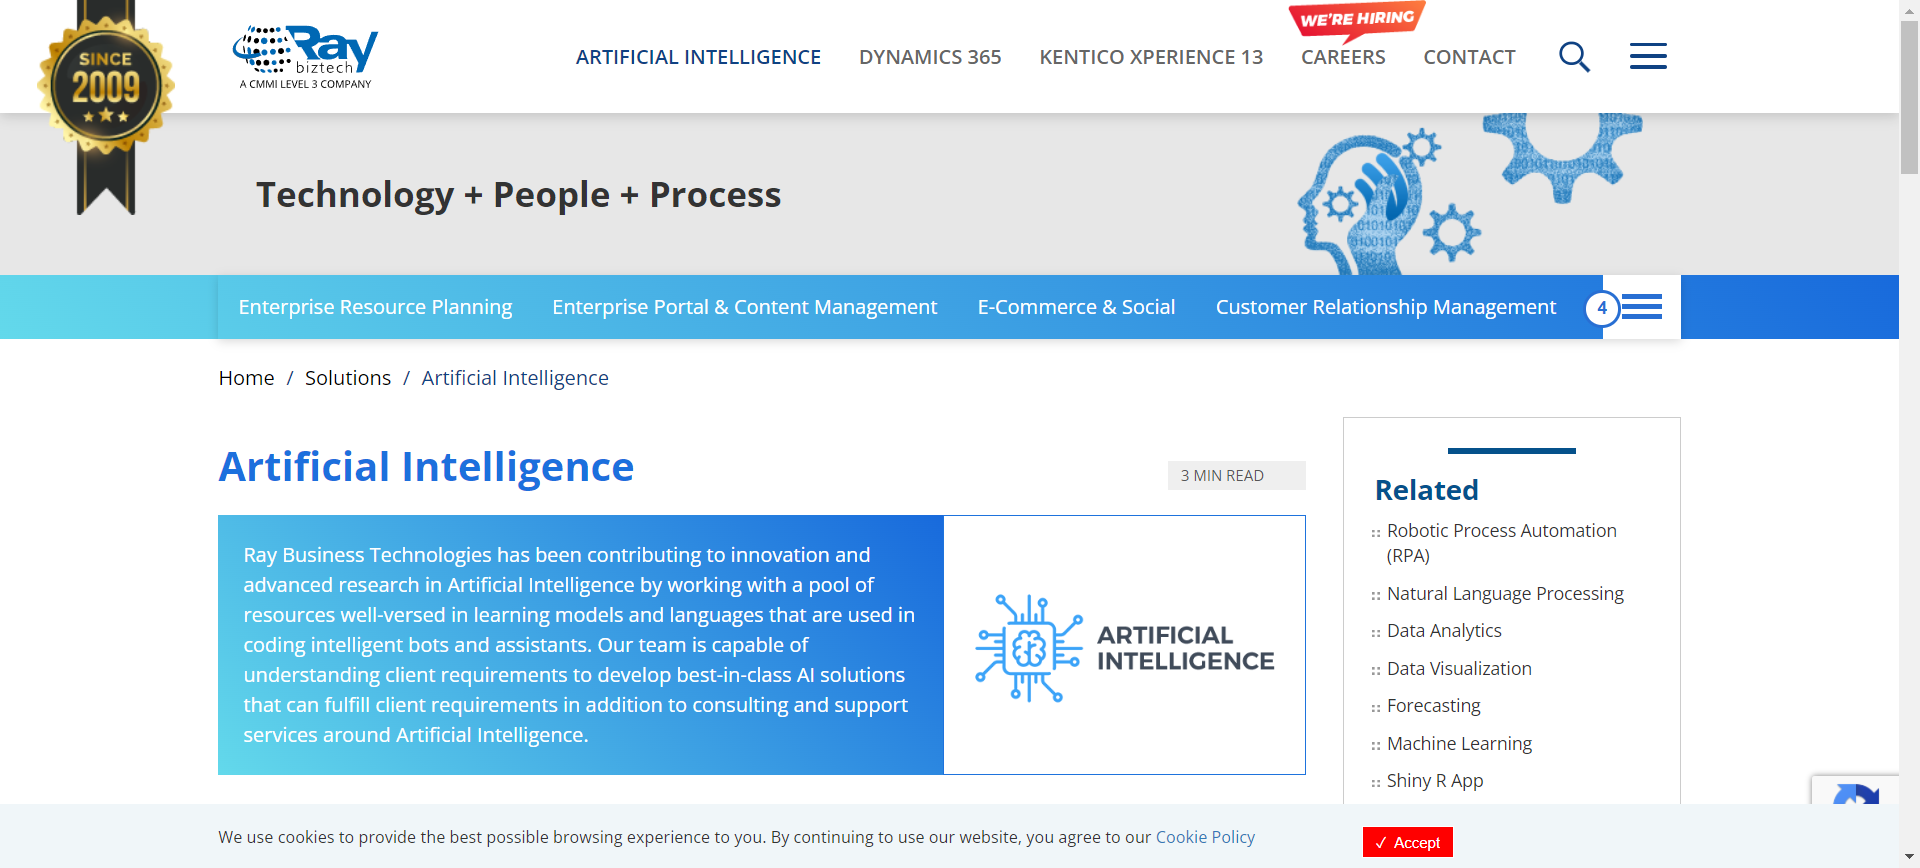 SINCE
2009
Ray
biztech
A CMMI LEVEL 3 COMPANY
ARTIFICIAL INTELLIGENCE
DYNAMICS 365
KENTICO XPERIENCE 13
WE'RE HIRING
CAREERS
CONTACT
Technology + People + Process
Enterprise Resource Planning
Enterprise Portal & Content Management
E-Commerce & Social
Customer Relationship Management
4
Home / Solutions / Artificial Intelligence
Artificial Intelligence
3 MIN READ
Ray Business Technologies has been contributing to innovation and
advanced research in Artificial Intelligence by working with a pool of
resources well-versed in learning models and languages that are used in
coding intelligent bots and assistants. Our team is capable of
understanding client requirements to develop best-in-class AI solutions
that can fulfill client requirements in addition to consulting and support
services around Artificial Intelligence.
ARTIFICIAL
INTELLIGENCE
Related
Robotic Process Automation
(RPA)
Natural Language Processing
Data Analytics
Data Visualization
Forecasting
Machine Learning
Shiny R App
We use cookies to provide the best possible browsing experience to you. By continuing to use our website, you agree to our Cookie Policy
✓ Accept